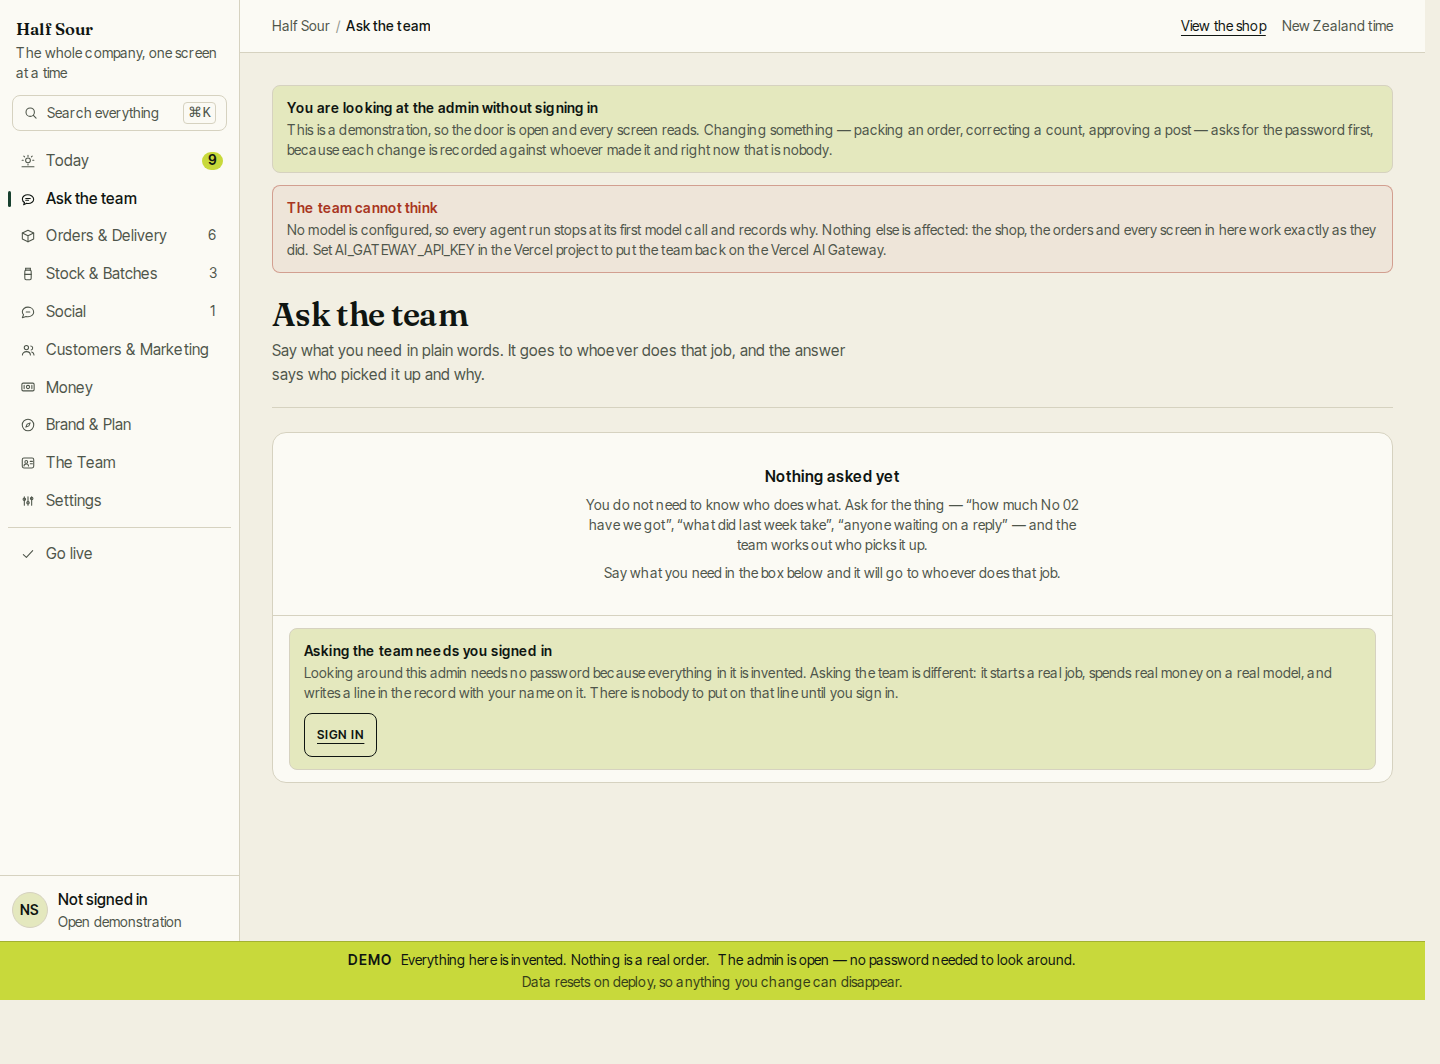 Half Sour
The whole company, one screen
at a time
Search everything ⌘K
Today 9
Ask the team
Orders & Delivery 6
Stock & Batches 3
Social 1
Customers & Marketing
Money
Brand & Plan
The Team
Settings
Go live
NS
Not signed in
Open demonstration
Half Sour / Ask the team
View the shop New Zealand time
You are looking at the admin without signing in
This is a demonstration, so the door is open and every screen reads. Changing something — packing an order, correcting a count, approving a post — asks for the password first,
because each change is recorded against whoever made it and right now that is nobody.
The team cannot think
No model is configured, so every agent run stops at its first model call and records why. Nothing else is affected: the shop, the orders and every screen in here work exactly as they
did. Set AI_GATEWAY_API_KEY in the Vercel project to put the team back on the Vercel AI Gateway.
Ask the team
Say what you need in plain words. It goes to whoever does that job, and the answer
says who picked it up and why.
Nothing asked yet
You do not need to know who does what. Ask for the thing — “how much No 02
have we got”, “what did last week take”, “anyone waiting on a reply” — and the
team works out who picks it up.
Say what you need in the box below and it will go to whoever does that job.
Asking the team needs you signed in
Looking around this admin needs no password because everything in it is invented. Asking the team is different: it starts a real job, spends real money on a real model, and
writes a line in the record with your name on it. There is nobody to put on that line until you sign in.
SIGN IN
DEMO Everything here is invented. Nothing is a real order. The admin is open — no password needed to look around.
Data resets on deploy, so anything you change can disappear.